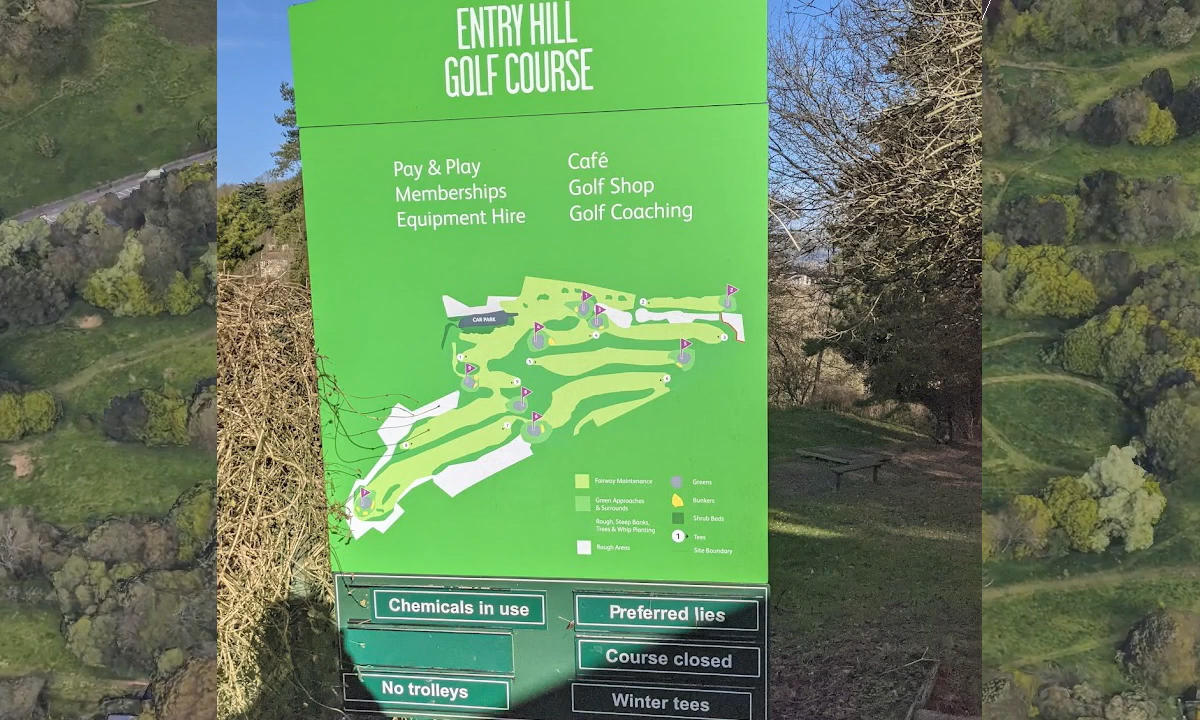 ENTRY HILL
GOLF COURSE
Pay & Play
Memberships
Equipment Hire
Café
Golf Shop
Golf Coaching
CAR PARK
Fairway Maintenance
Green Approaches
& Surrounds
Rough, Steep Banks,
Trees & Whip Planting
Rough Areas
Greens
Bunkers
Shrub Beds
1
Tees
Site Boundary
Chemicals in use
No trolleys
Preferred lies
Course closed
Winter tees